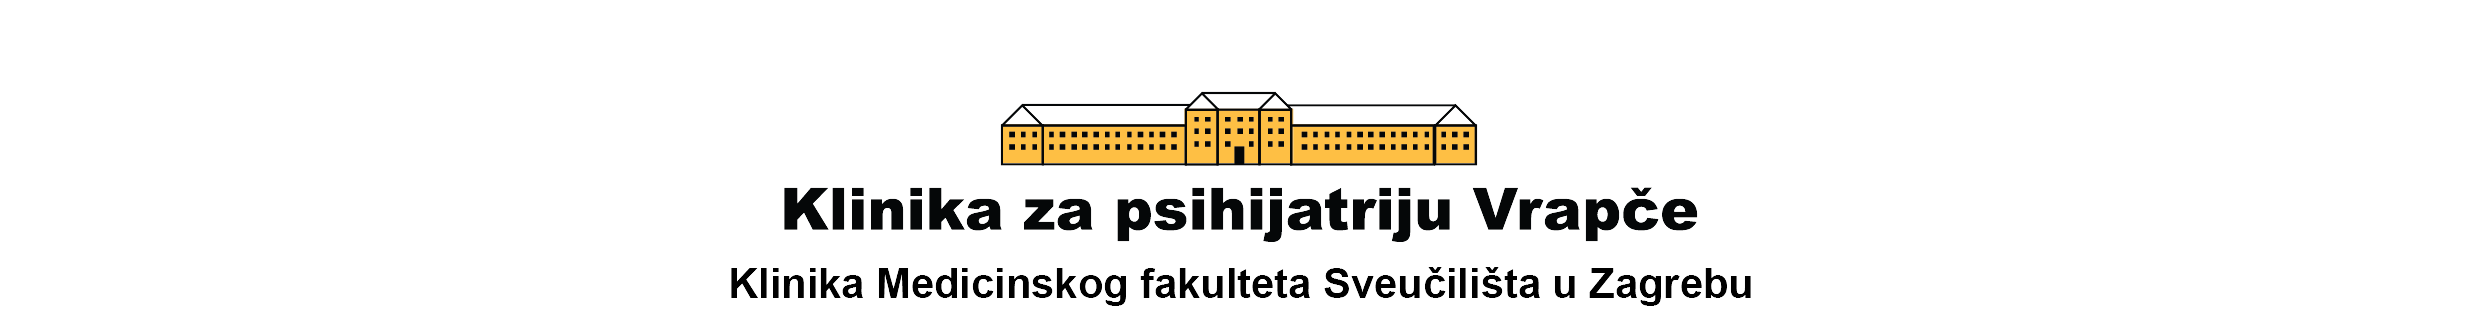 Klinika za psihijatriju Vrapče
Klinika Medicinskog fakulteta Sveučilišta u Zagrebu